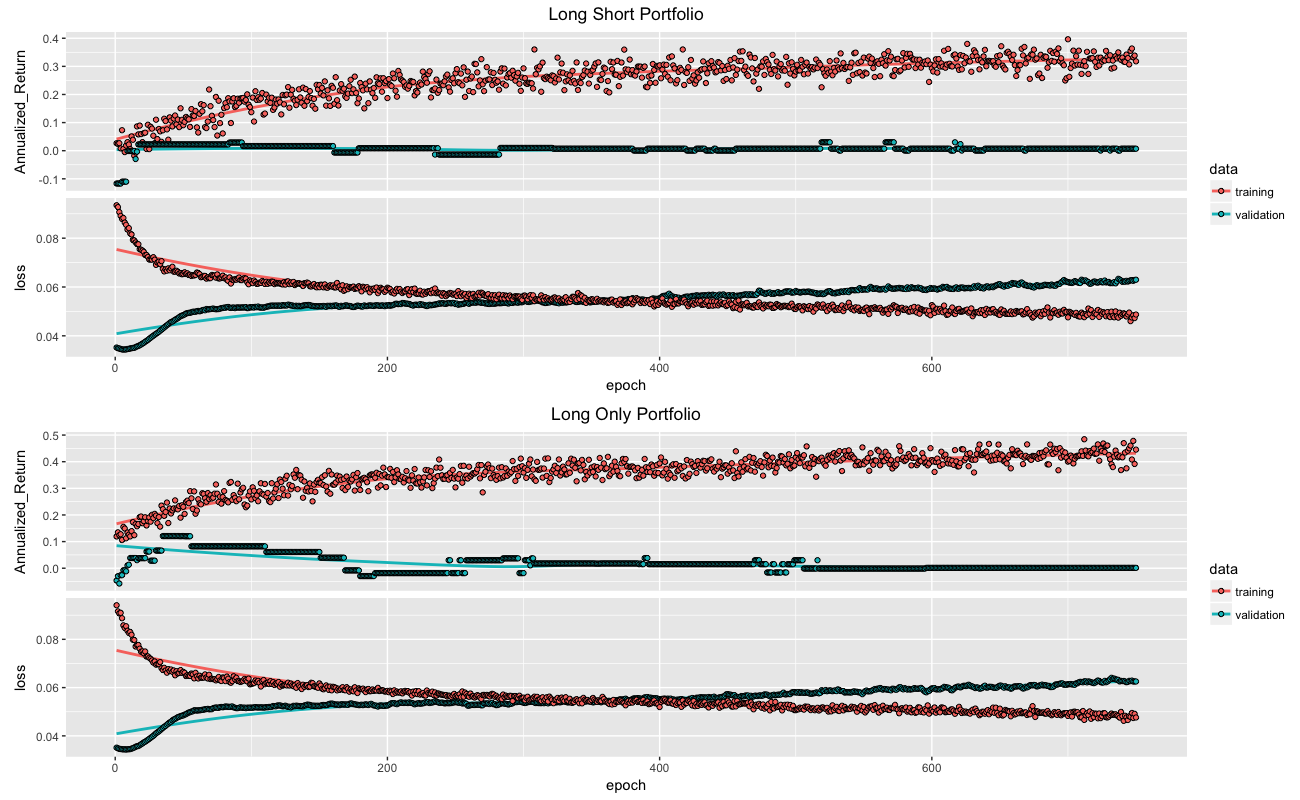 Long Short Portfolio
Annualized_Return
0.4
0.3
0.2
0.1
0.0
-0.1
loss
0.08
0.06
0.04
0 200 400 600
epoch
data
training
validation
Long Only Portfolio
Annualized_Return
0.5
0.4
0.3
0.2
0.1
0.0
loss
0.08
0.06
0.04
0 200 400 600
epoch
data
training
validation